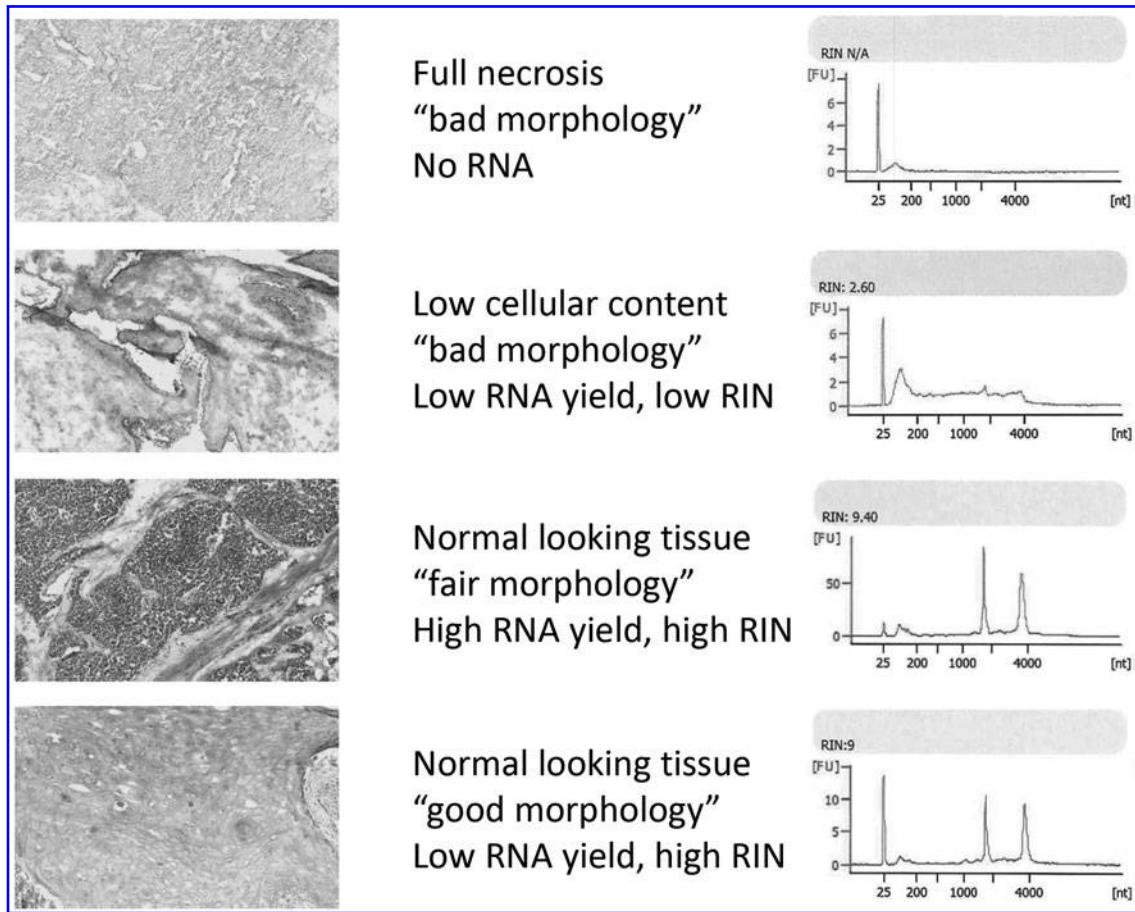 Full necrosis
“bad morphology”
No RNA
RIN N/A
[FU]
6
4
2
0
25 200 1000 4000 [nt]
Low cellular content
“bad morphology”
Low RNA yield, low RIN
RIN: 2.60
[FU]
6
4
2
0
25 200 1000 4000 [nt]
Normal looking tissue
“fair morphology”
High RNA yield, high RIN
RIN: 9.40
[FU]
50
0
25 200 1000 4000 [nt]
Normal looking tissue
“good morphology”
Low RNA yield, high RIN
RIN:9
[FU]
10
5
0
25 200 1000 4000 [nt]